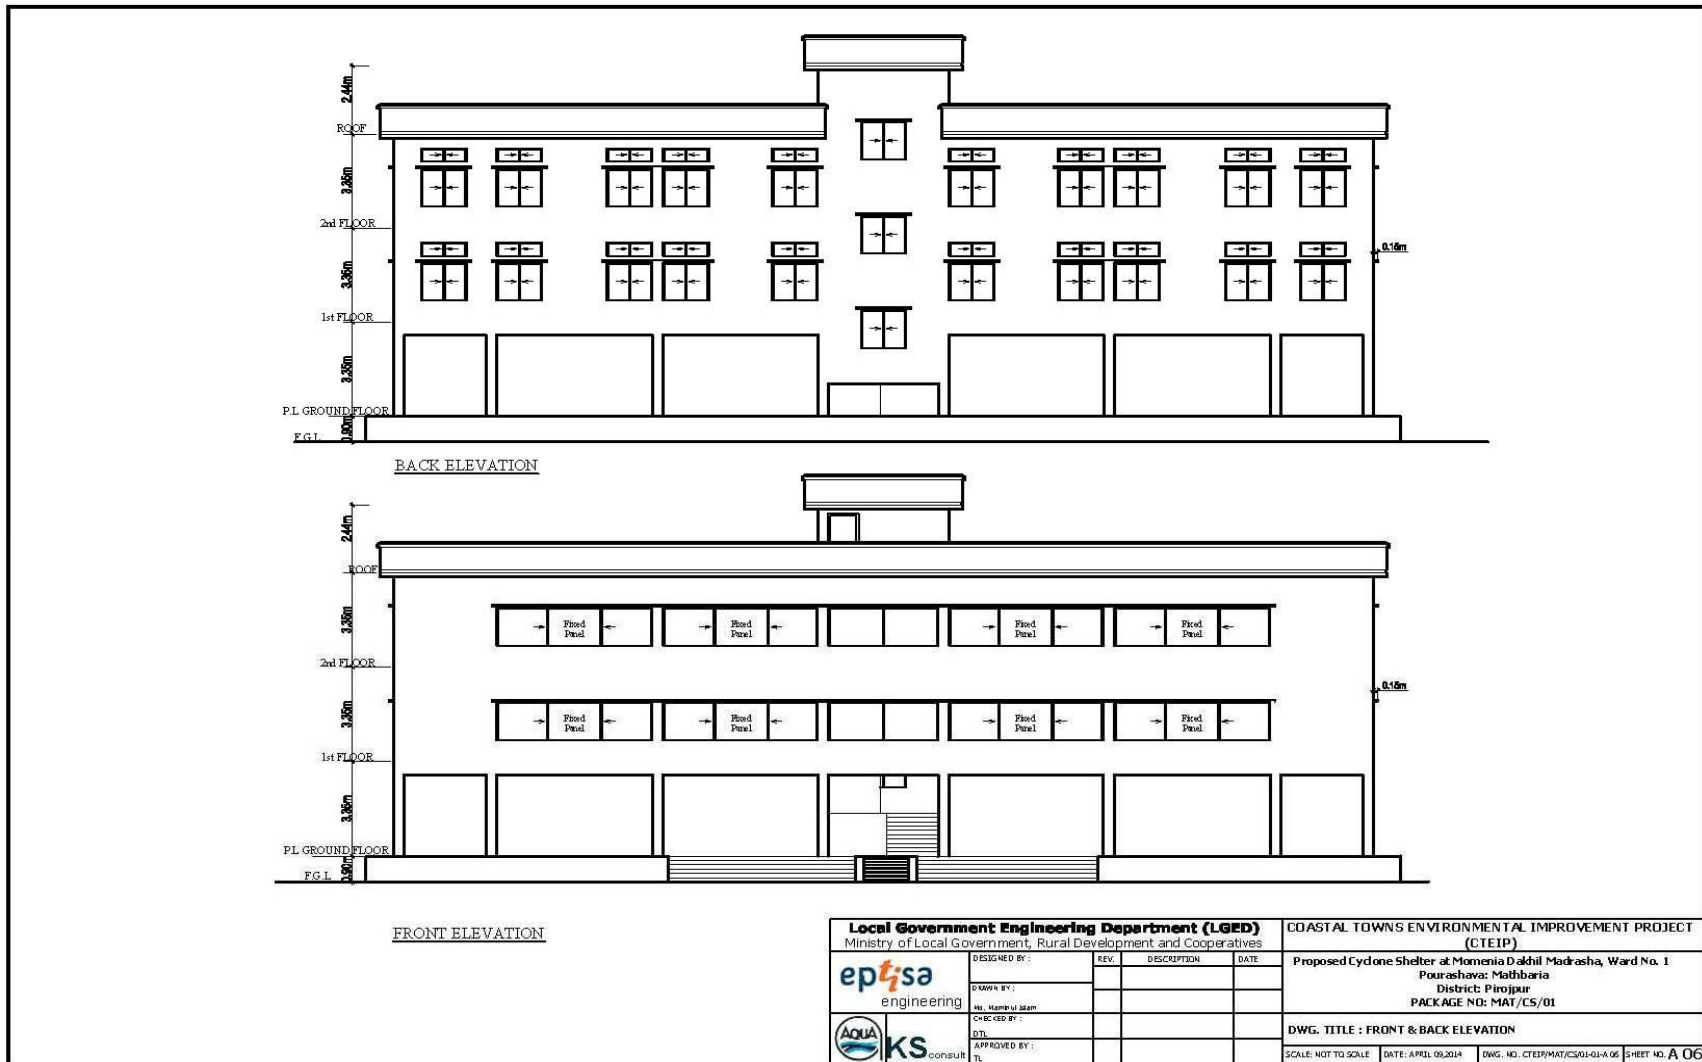 2.44m
ROOF
3.35m
2nd FLOOR
3.35m
0.15m
1st FLOOR
3.35m
P.L GROUND FLOOR
0.90m
F.G.L
BACK ELEVATION
2.44m
ROOF
3.35m
Fixed Panel
Fixed Panel
Fixed Panel
Fixed Panel
2nd FLOOR
3.35m
0.15m
Fixed Panel
Fixed Panel
Fixed Panel
Fixed Panel
1st FLOOR
3.35m
P.L GROUND FLOOR
0.90m
F.G.L
FRONT ELEVATION
Local Government Engineering Department (LGED)
Ministry of Local Government, Rural Development and Cooperatives
eptisa
engineering
AQUA
KS consult
DESIGNED BY :
DRAWN BY :
CHECKED BY :
DTL
APPROVED BY :
TL
REV. DESCRIPTION DATE
COASTAL TOWNS ENVIRONMENTAL IMPROVEMENT PROJECT
(CTEIP)
Proposed Cyclone Shelter at Momenia Dakhil Madrasha, Ward No. 1
Pourashava: Mathbaria
District: Pirojpur
PACKAGE NO: MAT/CS/01
DWG. TITLE : FRONT & BACK ELEVATION
SCALE: NOT TO SCALE DATE: APRIL 09,2014 DWG. NO. CTEIP/MAT/CS/01-01-A 06 SHEET NO. A 06